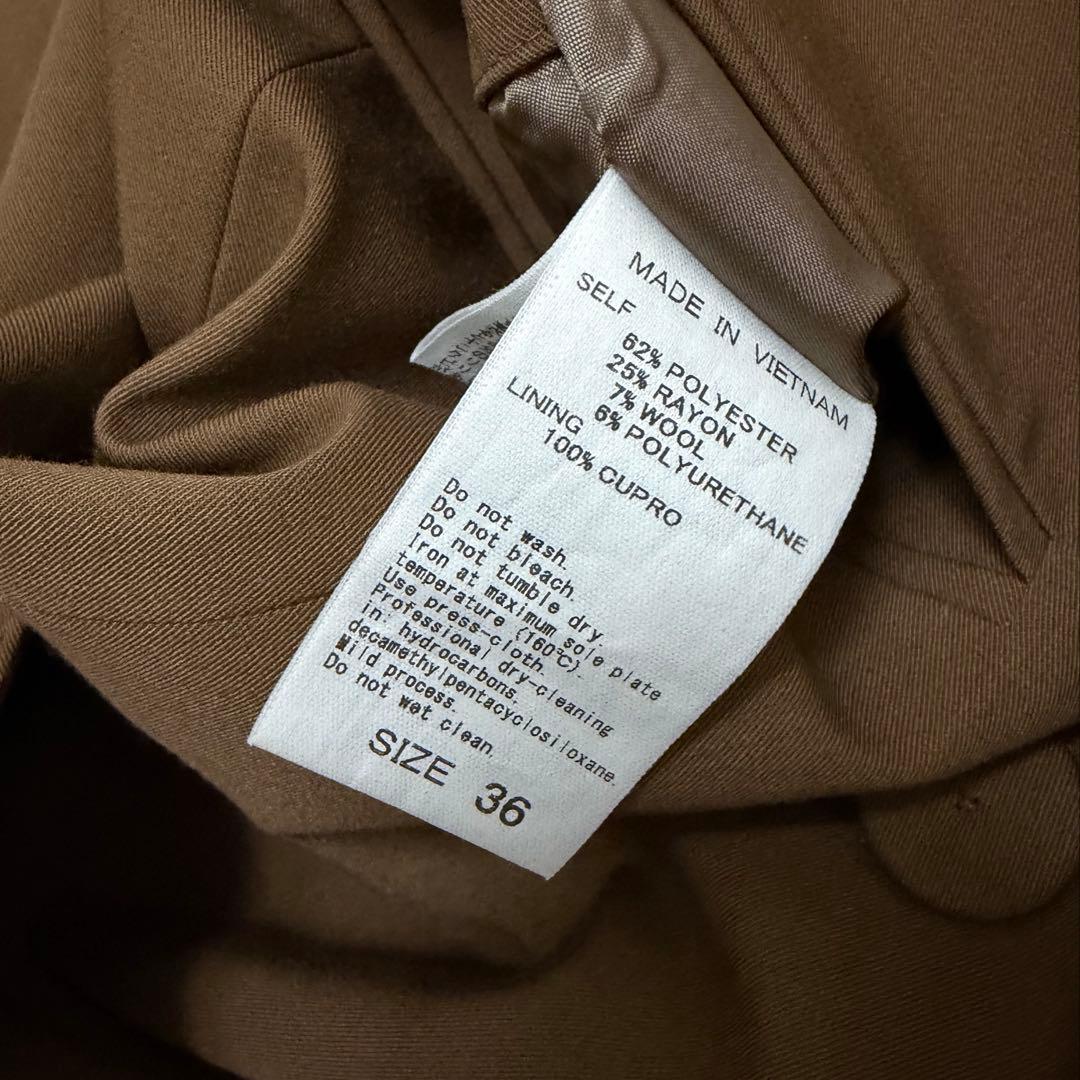 MADE IN VIETNAM
SELF
62% POLYESTER
25% RAYON
7% WOOL
6% POLYURETHANE
LINING
100% CUPRO
Do not wash.
Do not bleach.
Do not tumble dry.
Iron at maximum sole plate
temperature (160℃).
Use press-cloth.
Professional dry-cleaning
in: hydrocarbons.
decamethylpentacyclosiloxane.
Mild process.
Do not wet clean.
SIZE 36